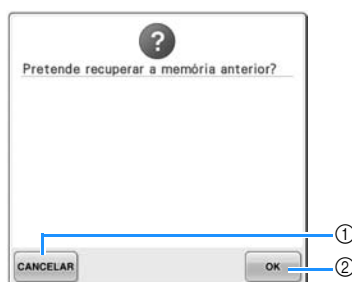 ?
Pretende recuperar a memória anterior?
①
CANCELAR
OK
②